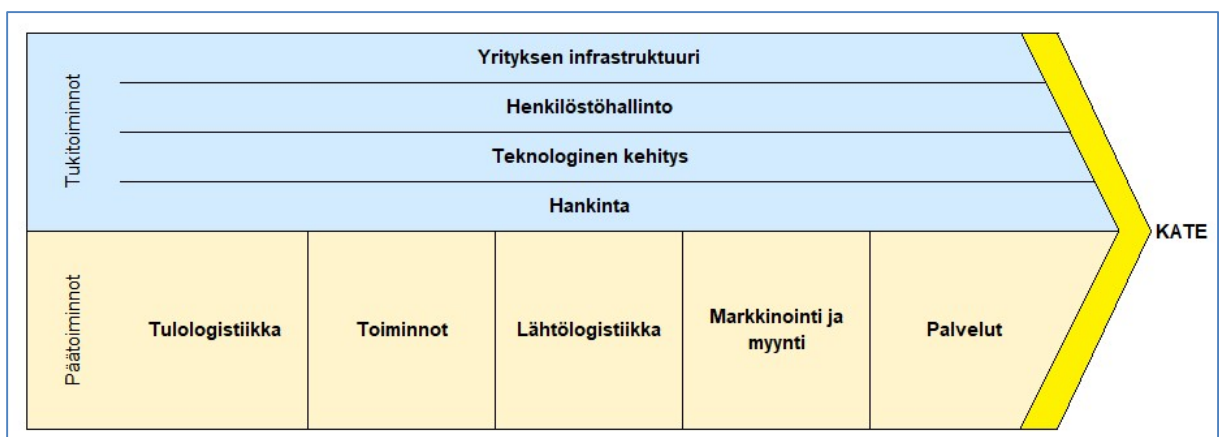 Tukitoiminnot
Yrityksen infrastruktuuri
Henkilöstöhallinto
Teknologinen kehitys
Hankinta
KATE
Päätoiminnot
Tulologistiikka
Toiminnot
Lähtölogistiikka
Markkinointi ja
myynti
Palvelut